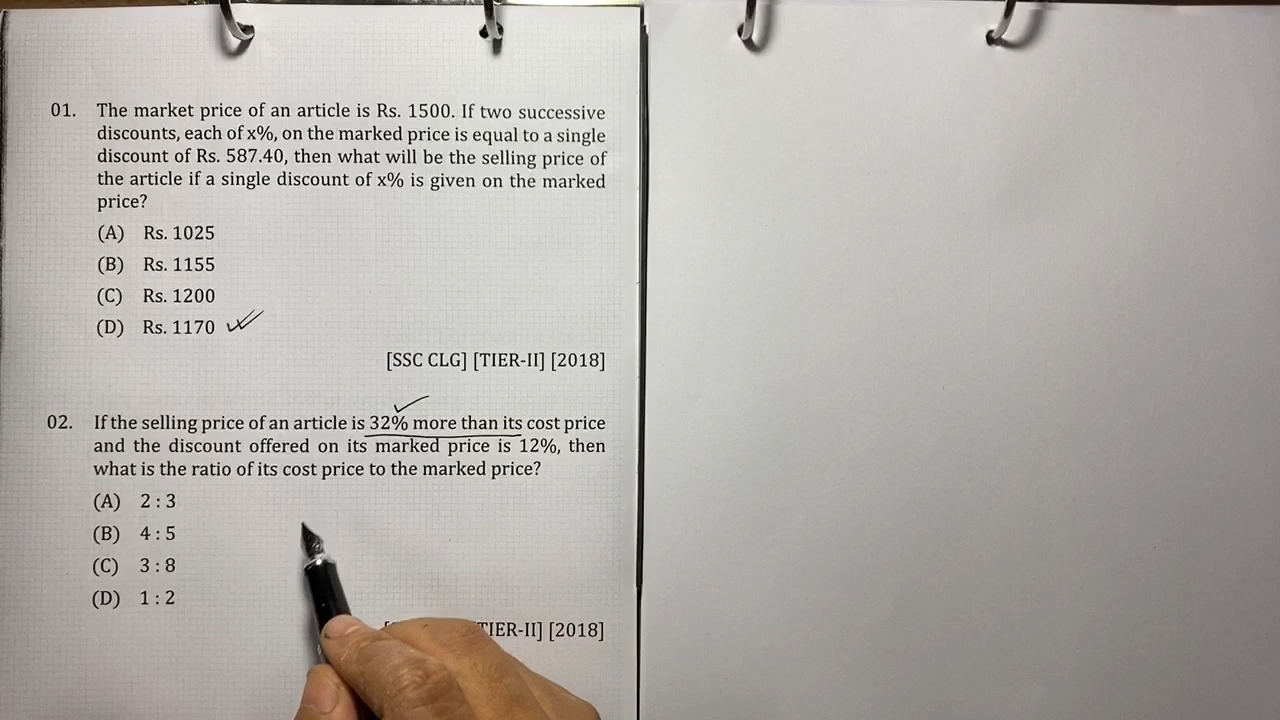 01. The market price of an article is Rs. 1500. If two successive
discounts, each of x%, on the marked price is equal to a single
discount of Rs. 587.40, then what will be the selling price of
the article if a single discount of x% is given on the marked
price?
(A) Rs. 1025
(B) Rs. 1155
(C) Rs. 1200
(D) Rs. 1170
[SSC CLG] [TIER-II] [2018]
02. If the selling price of an article is 32% more than its cost price
and the discount offered on its marked price is 12%, then
what is the ratio of its cost price to the marked price?
(A) 2 : 3
(B) 4 : 5
(C) 3 : 8
(D) 1 : 2
TIER-II] [2018]